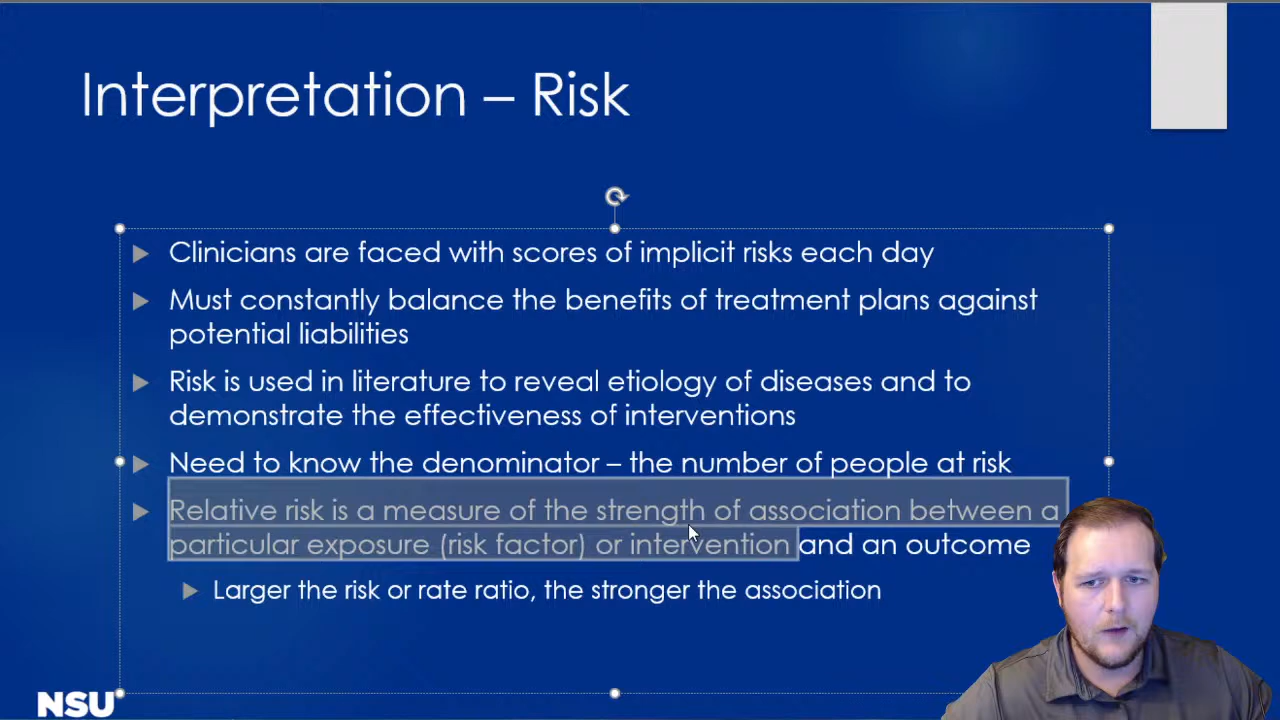 Interpretation – Risk
Clinicians are faced with scores of implicit risks each day
Must constantly balance the benefits of treatment plans against
potential liabilities
Risk is used in literature to reveal etiology of diseases and to
demonstrate the effectiveness of interventions
Need to know the denominator – the number of people at risk
Relative risk is a measure of the strength of association between a
particular exposure (risk factor) or intervention and an outcome
Larger the risk or rate ratio, the stronger the association
NSU